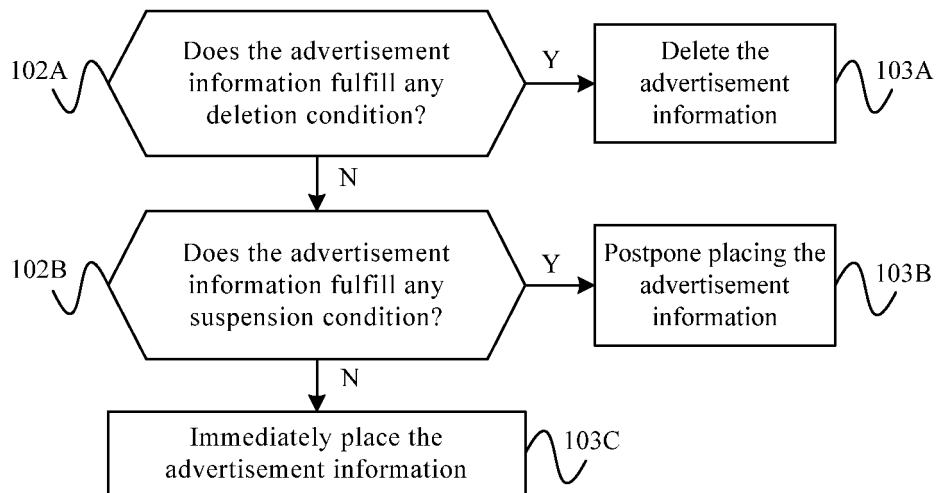 102A
Does the advertisement
information fulfill any
deletion condition?
Y
Delete the
advertisement
information
103A
N
102B
Does the advertisement
information fulfill any
suspension condition?
Y
Postpone placing the
advertisement
information
103B
N
Immediately place the
advertisement information
103C